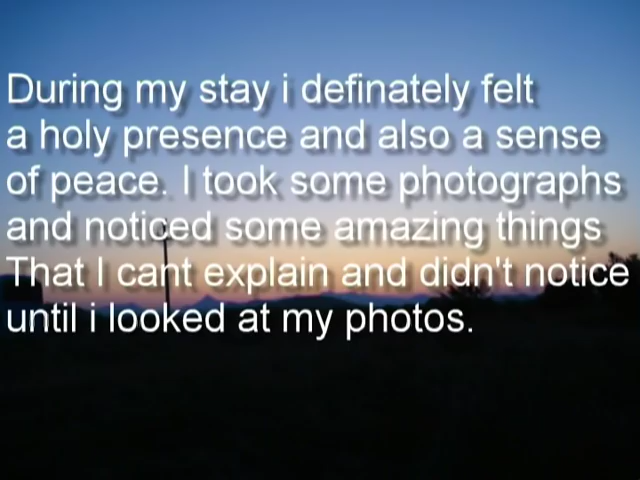 During my stay i definately felt
a holy presence and also a sense
of peace. I took some photographs
and noticed some amazing things
That I cant explain and didn't notice
until i looked at my photos.